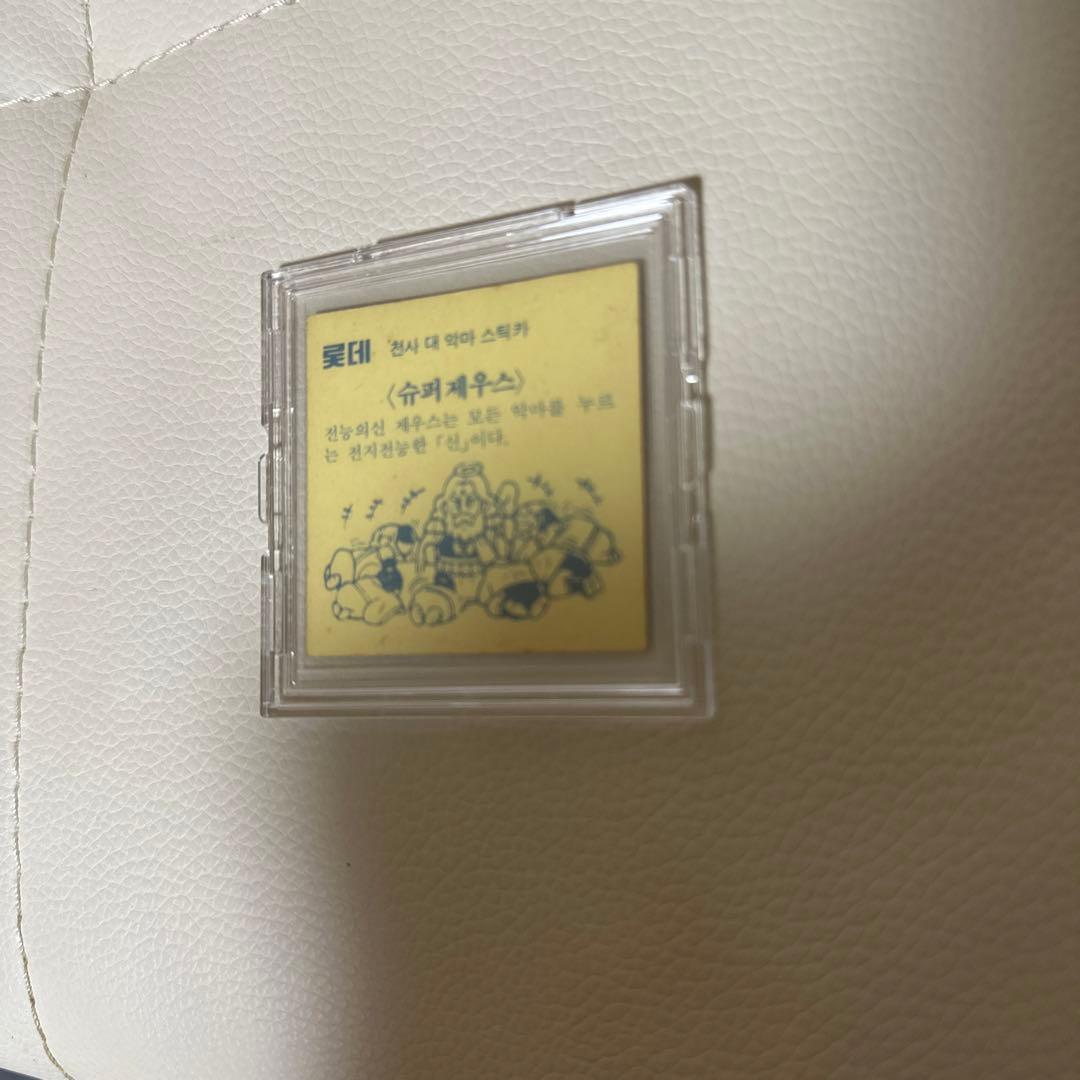 롯데 천사 대 악마 스틱카
〈슈퍼제우스〉
전능의신 제우스는 모든 악마를 누르
는 전지전능한 「신」이다.